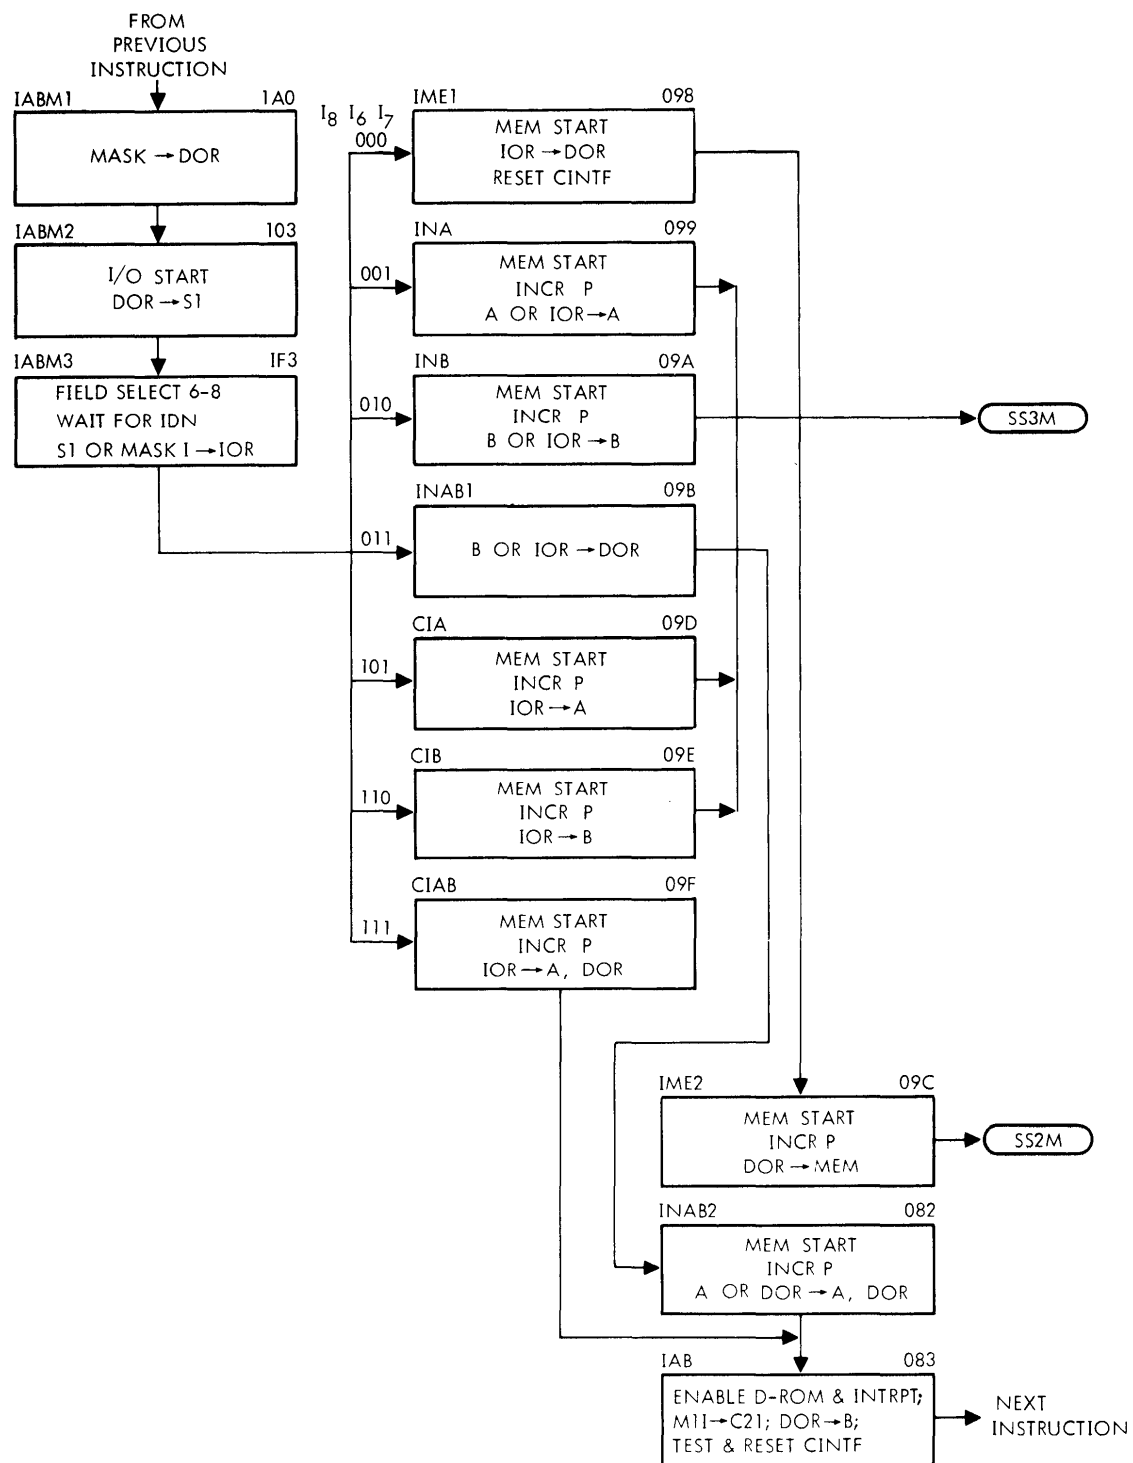 FROM
PREVIOUS
INSTRUCTION
IABM1 1A0
MASK → DOR
IABM2 103
I/O START
DOR → S1
IABM3 IF3
FIELD SELECT 6-8
WAIT FOR IDN
S1 OR MASK I → IOR
I8 I6 I7
000
IME1 098
MEM START
IOR → DOR
RESET CINTF
001
INA 099
MEM START
INCR P
A OR IOR → A
010
INB 09A
MEM START
INCR P
B OR IOR → B
SS3M
011
INAB1 09B
B OR IOR → DOR
101
CIA 09D
MEM START
INCR P
IOR → A
110
CIB 09E
MEM START
INCR P
IOR → B
111
CIAB 09F
MEM START
INCR P
IOR → A, DOR
IME2 09C
MEM START
INCR P
DOR → MEM
SS2M
INAB2 082
MEM START
INCR P
A OR DOR → A, DOR
IAB 083
ENABLE D-ROM & INTRPT;
M1I → C21; DOR → B;
TEST & RESET CINTF
NEXT
INSTRUCTION